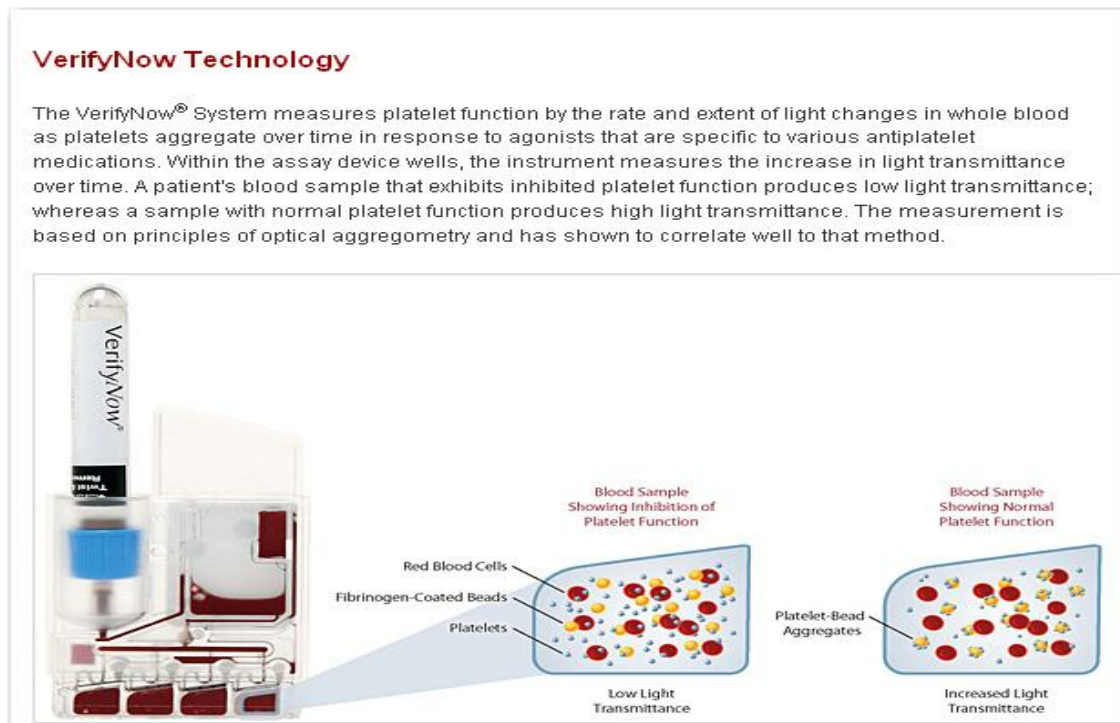 VerifyNow Technology
The VerifyNow® System measures platelet function by the rate and extent of light changes in whole blood
as platelets aggregate over time in response to agonists that are specific to various antiplatelet
medications. Within the assay device wells, the instrument measures the increase in light transmittance
over time. A patient's blood sample that exhibits inhibited platelet function produces low light transmittance;
whereas a sample with normal platelet function produces high light transmittance. The measurement is
based on principles of optical aggregometry and has shown to correlate well to that method.
VerifyNow®
Twist
Remo
Blood Sample
Showing Inhibition of
Platelet Function
Red Blood Cells
Fibrinogen-Coated Beads
Platelets
Low Light
Transmittance
Blood Sample
Showing Normal
Platelet Function
Platelet-Bead
Aggregates
Increased Light
Transmittance